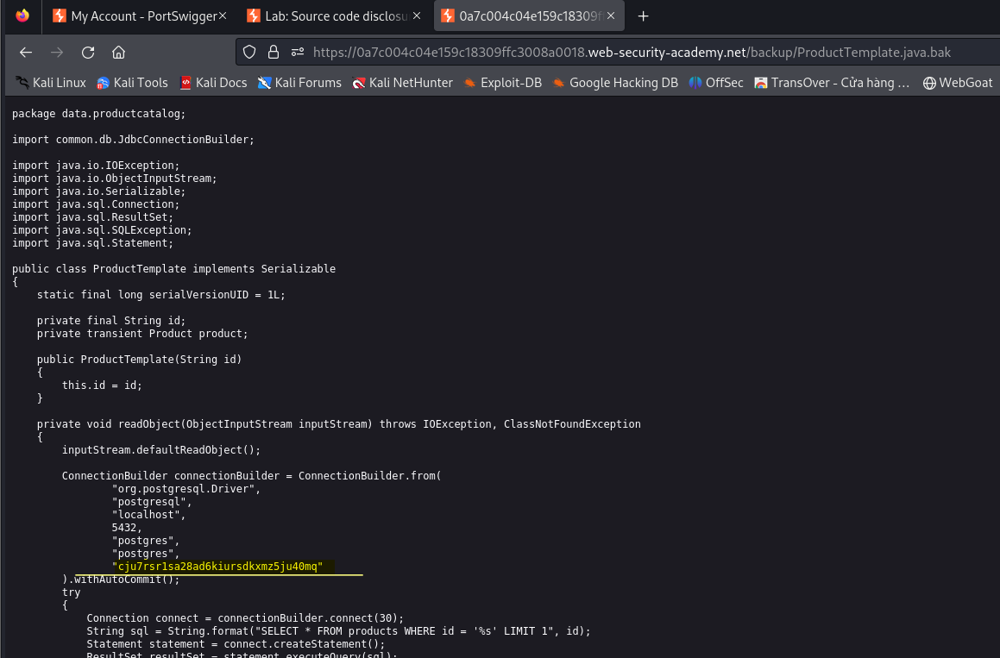 My Account - PortSwigger
Lab: Source code disclosu
0a7c004c04e159c18309f
https://0a7c004c04e159c18309ffc3008a0018.web-security-academy.net/backup/ProductTemplate.java.bak
Kali Linux Kali Tools Kali Docs Kali Forums Kali NetHunter Exploit-DB Google Hacking DB OffSec TransOver - Cửa hàng … WebGoat
package data.productcatalog;
import common.db.JdbcConnectionBuilder;
import java.io.IOException;
import java.io.ObjectInputStream;
import java.io.Serializable;
import java.sql.Connection;
import java.sql.ResultSet;
import java.sql.SQLException;
import java.sql.Statement;
public class ProductTemplate implements Serializable
{
static final long serialVersionUID = 1L;
private final String id;
private transient Product product;
public ProductTemplate(String id)
{
this.id = id;
}
private void readObject(ObjectInputStream inputStream) throws IOException, ClassNotFoundException
{
inputStream.defaultReadObject();
ConnectionBuilder connectionBuilder = ConnectionBuilder.from(
"org.postgresql.Driver",
"postgresql",
"localhost",
5432,
"postgres",
"postgres",
"cju7rsr1sa28ad6kiursdkxmz5ju40mq"
).withAutoCommit();
try
{
Connection connect = connectionBuilder.connect(30);
String sql = String.format("SELECT * FROM products WHERE id = '%s' LIMIT 1", id);
Statement statement = connect.createStatement();
ResultSet resultSet = statement.executeQuery(sql);